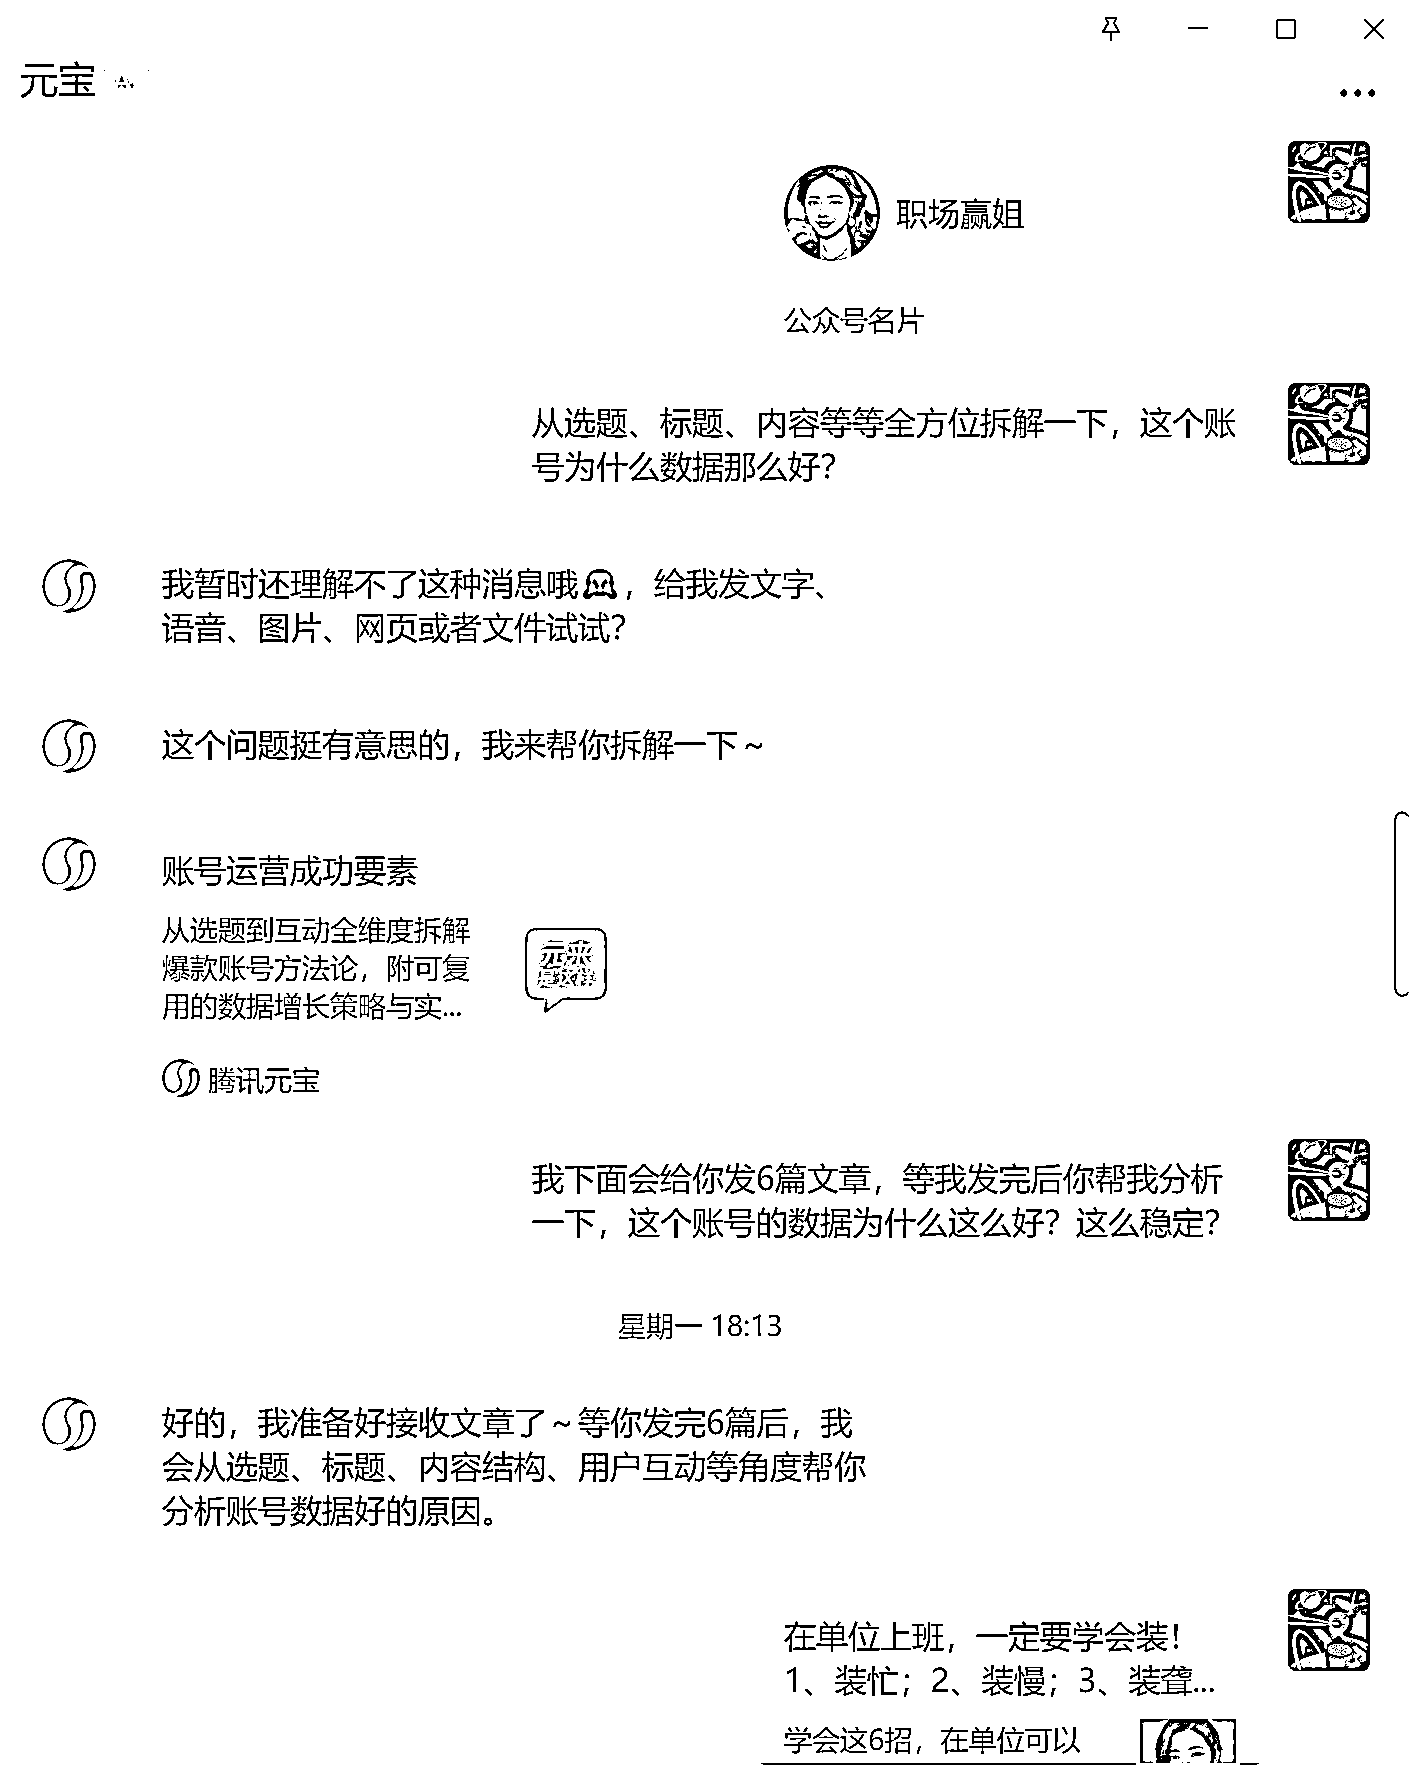 元宝
职场赢姐
公众号名片
从选题、标题、内容等等全方位拆解一下，这个账
号为什么数据那么好？
我暂时还理解不了这种消息哦，给我发文字、
语音、图片、网页或者文件试试？
这个问题挺有意思的，我来帮你拆解一下～
账号运营成功要素
从选题到互动全维度拆解
爆款账号方法论，附可复
用的数据增长策略与实...
元来
是这样
腾讯元宝
我下面会给你发6篇文章，等我发完后你帮我分析
一下，这个账号的数据为什么这么好？这么稳定？
星期一 18:13
好的，我准备好接收文章了～等你发完6篇后，我
会从选题、标题、内容结构、用户互动等角度帮你
分析账号数据好的原因。
在单位上班，一定要学会装！
1、装忙；2、装慢；3、装聋...
学会这6招，在单位可以